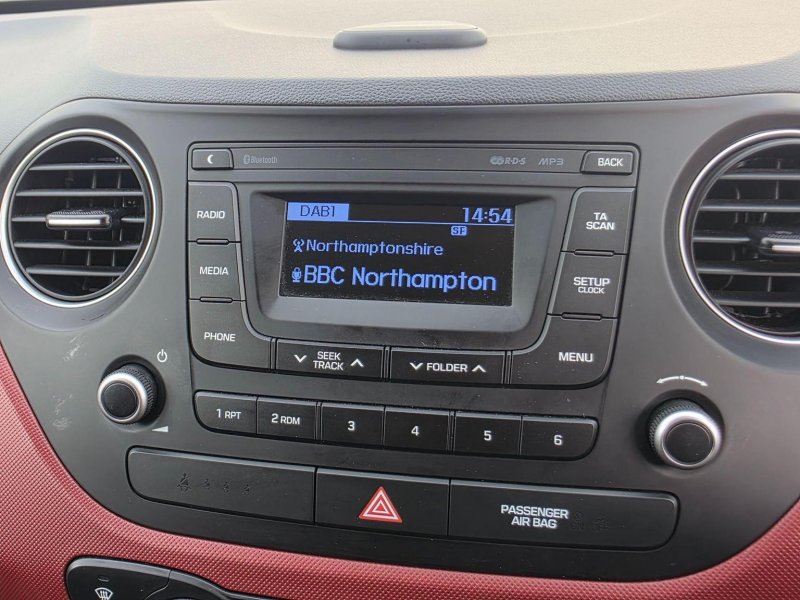 Bluetooth
R·D·S
MP3
BACK
RADIO
MEDIA
PHONE
DAB1
14:54
SF
Northamptonshire
BBC Northampton
TA
SCAN
SETUP
CLOCK
SEEK
TRACK
FOLDER
MENU
1 RPT
2 RDM
3
4
5
6
PASSENGER
AIR BAG